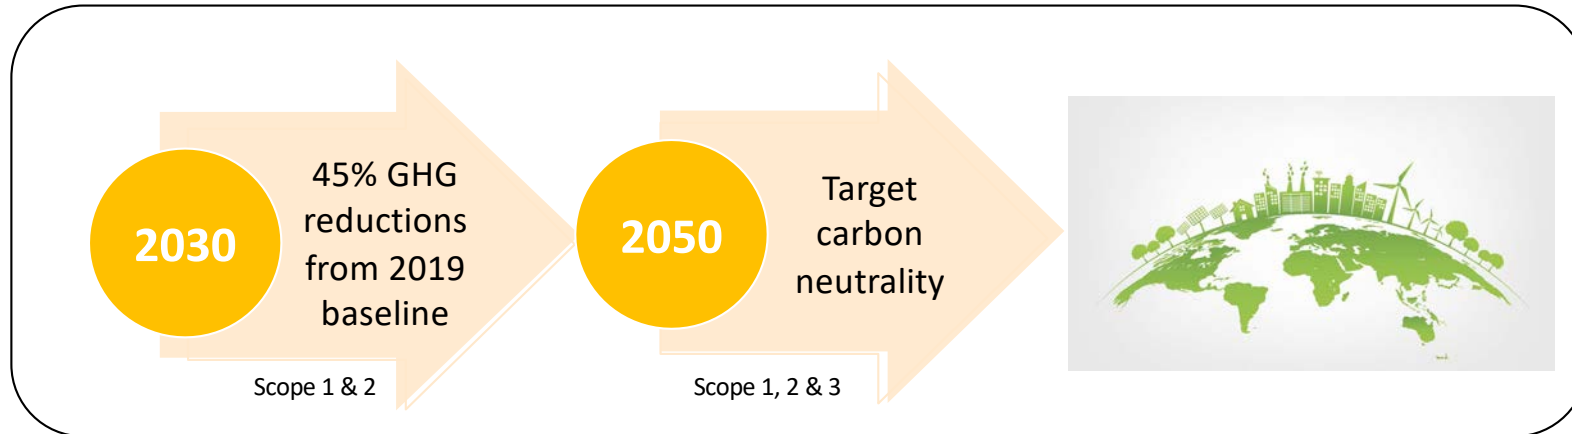 2030
45% GHG
reductions
from 2019
baseline
Scope 1 & 2
2050
Target
carbon
neutrality
Scope 1, 2 & 3